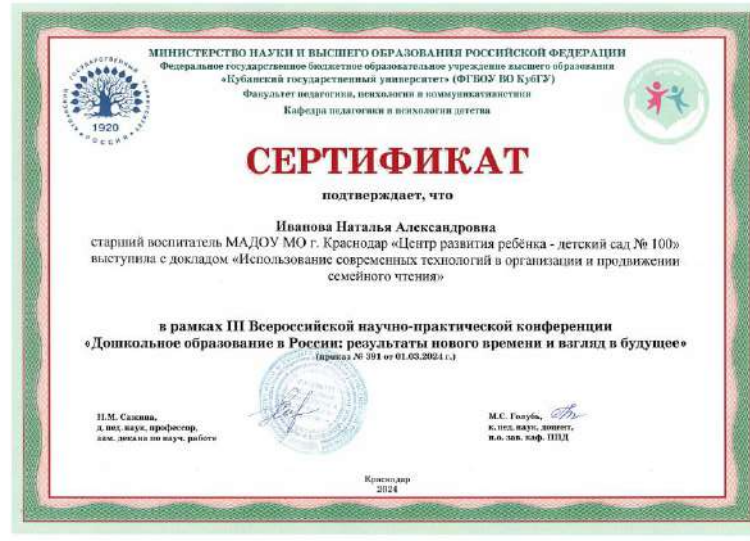 МИНИСТЕРСТВО НАУКИ И ВЫСШЕГО ОБРАЗОВАНИЯ РОССИЙСКОЙ ФЕДЕРАЦИИ
Федеральное государственное бюджетное образовательное учреждение высшего образования
«Кубанский государственный университет» (ФГБОУ ВО КубГУ)
Факультет педагогики, психологии и коммуникативистики
Кафедра педагогики и психологии детства
1920
СЕРТИФИКАТ
подтверждает, что
Иванова Наталья Александровна
старший воспитатель МАДОУ МО г. Краснодар «Центр развития ребёнка - детский сад № 100»
выступила с докладом «Использование современных технологий в организации и продвижении
семейного чтения»
в рамках III Всероссийской научно-практической конференции
«Дошкольное образование в России: результаты нового времени и взгляд в будущее»
(приказ № 391 от 01.03.2024 г.)
Сажина,
д. пед. наук, профессор,
зам. декана по науч. работе
М.С. Голубь,
к. пед. наук, доцент,
и.о. зав. каф. ППД
Краснодар
2024